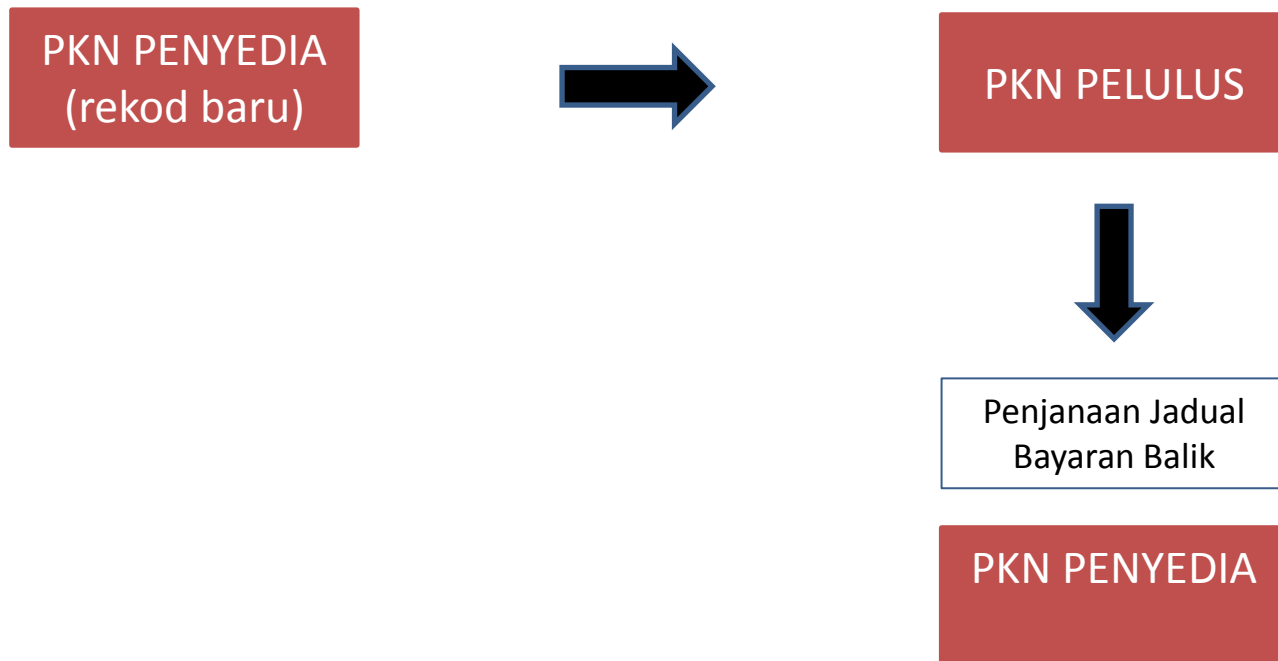 PKN PENYEDIA
(rekod baru)
PKN PELULUS
Penjanaan Jadual
Bayaran Balik
PKN PENYEDIA